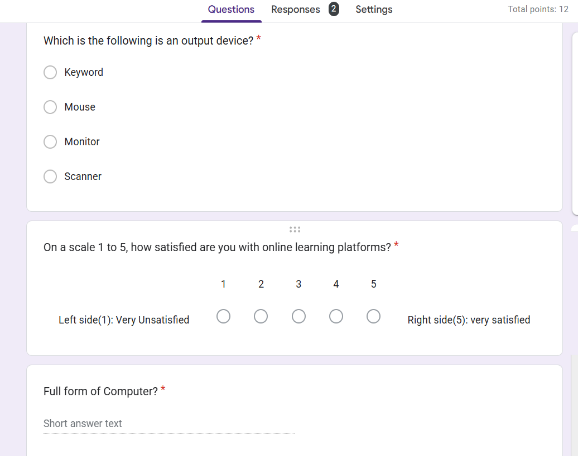 Questions Responses 2 Settings Total points: 12
Which is the following is an output device? *
Keyword
Mouse
Monitor
Scanner
On a scale 1 to 5, how satisfied are you with online learning platforms? *
1 2 3 4 5
Left side(1): Very Unsatisfied Right side(5): very satisfied
Full form of Computer? *
Short answer text